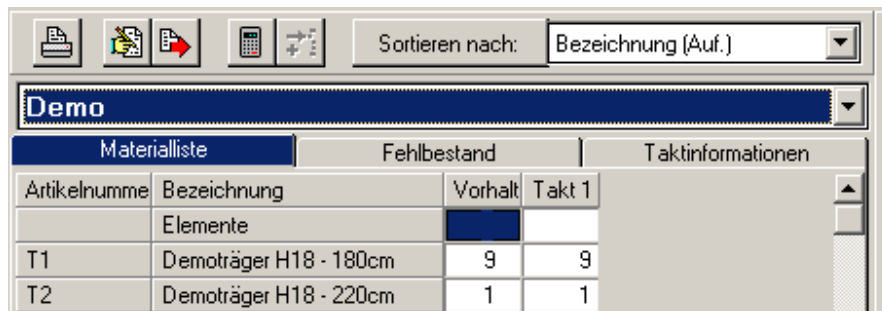 Sortieren nach: Bezeichnung (Auf.)
Demo
Materialliste Fehlbestand Taktinformationen
Artikelnumme Bezeichnung Vorhalt Takt 1
Elemente
T1 Demoträger H18 - 180cm 9 9
T2 Demoträger H18 - 220cm 1 1